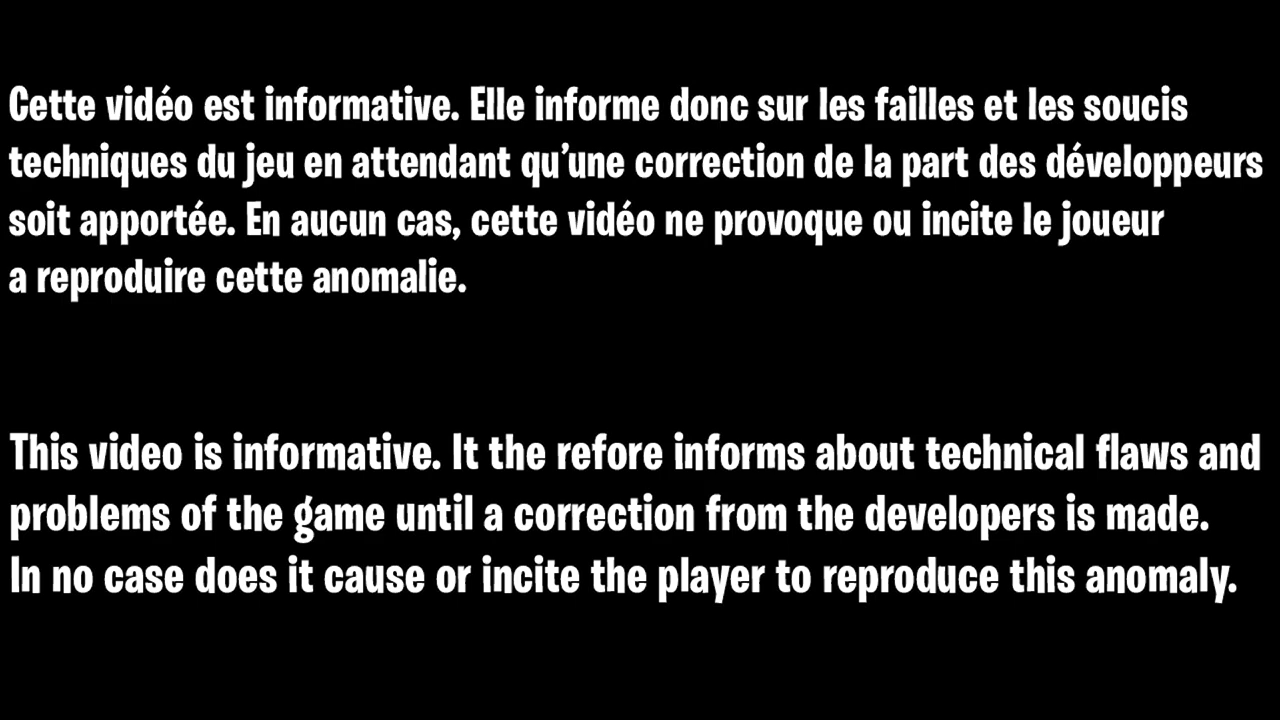 Cette vidéo est informative. Elle informe donc sur les failles et les soucis
techniques du jeu en attendant qu’une correction de la part des développeurs
soit apportée. En aucun cas, cette vidéo ne provoque ou incite le joueur
a reproduire cette anomalie.
This video is informative. It the refore informs about technical flaws and
problems of the game until a correction from the developers is made.
In no case does it cause or incite the player to reproduce this anomaly.